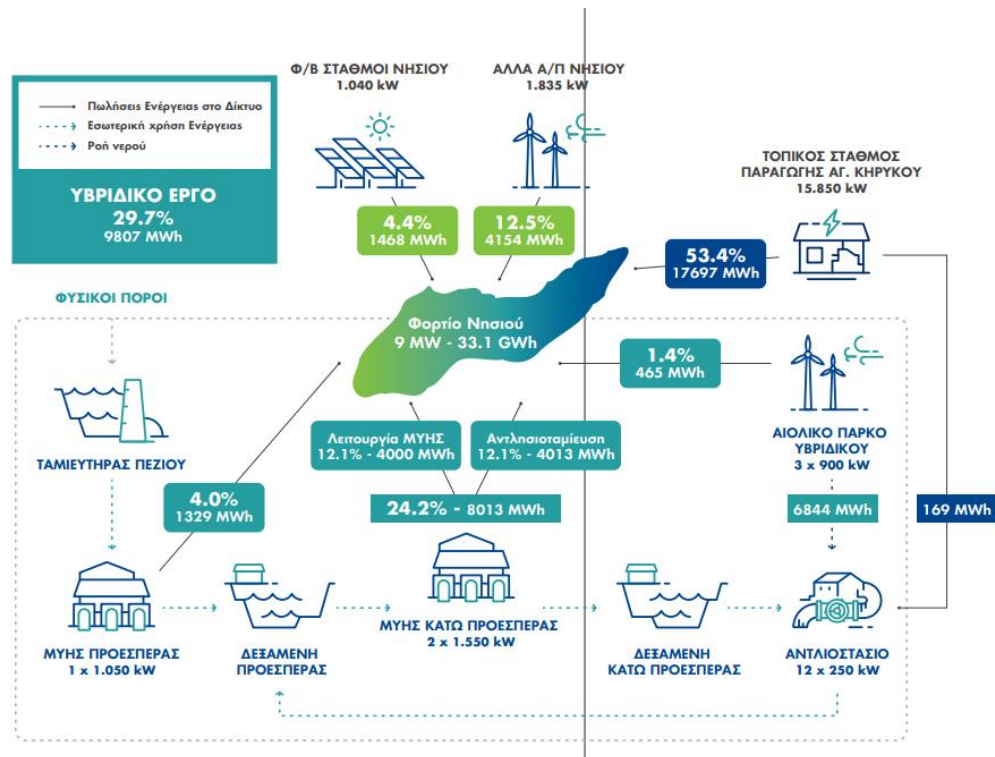 Φ/Β ΣΤΑΘΜΟΙ ΝΗΣΙΟΥ
1.040 kW
ΑΛΛΑ Α/Π ΝΗΣΙΟΥ
1.835 kW
Πωλήσεις Ενέργειας στο Δίκτυο
Εσωτερική χρήση Ενέργειας
Ροή νερού
ΥΒΡΙΔΙΚΟ ΕΡΓΟ
29.7%
9807 MWh
ΤΟΠΙΚΟΣ ΣΤΑΘΜΟΣ
ΠΑΡΑΓΩΓΗΣ ΑΓ. ΚΗΡΥΚΟΥ
15.850 kW
4.4%
1468 MWh
12.5%
4154 MWh
53.4%
17697 MWh
ΦΥΣΙΚΟΙ ΠΟΡΟΙ
Φορτίο Νησιού
9 MW - 33.1 GWh
1.4%
465 MWh
ΤΑΜΙΕΥΤΗΡΑΣ ΠΕΖΙΟΥ
Λειτουργία ΜΥΗΣ
12.1% - 4000 MWh
Αντλησιοταμίευση
12.1% - 4013 MWh
ΑΙΟΛΙΚΟ ΠΑΡΚΟ
ΥΒΡΙΔΙΚΟΥ
3 x 900 kW
4.0%
1329 MWh
24.2% - 8013 MWh
6844 MWh
169 MWh
ΜΥΗΣ ΠΡΟΕΣΠΕΡΑΣ
1 x 1.050 kW
ΔΕΞΑΜΕΝΗ
ΠΡΟΕΣΠΕΡΑΣ
ΜΥΗΣ ΚΑΤΩ ΠΡΟΕΣΠΕΡΑΣ
2 x 1.550 kW
ΔΕΞΑΜΕΝΗ
ΚΑΤΩ ΠΡΟΕΣΠΕΡΑΣ
ΑΝΤΛΙΟΣΤΑΣΙΟ
12 x 250 kW